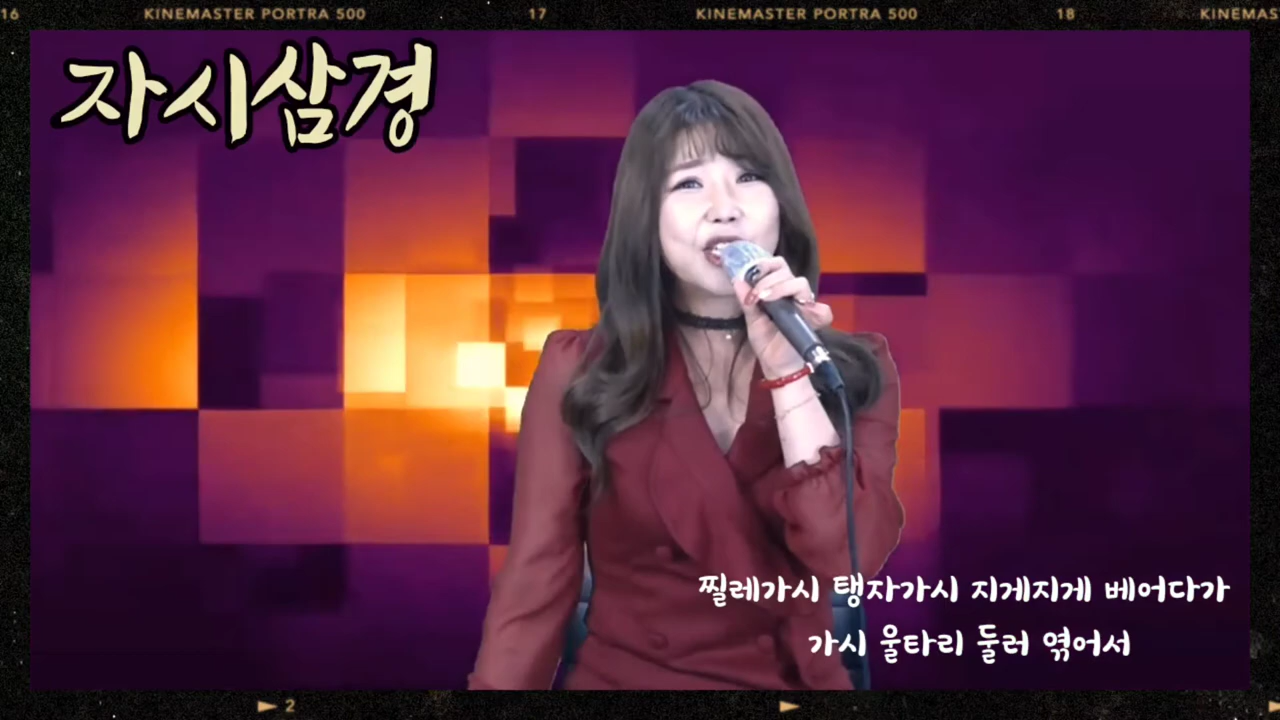 16 KINEMASTER PORTRA 500 17 KINEMASTER PORTRA 500 18 KINEMAS
자시삼경
찔레가시 탱자가시 지게지게 베어다가
가시 울타리 둘러 엮어서
2